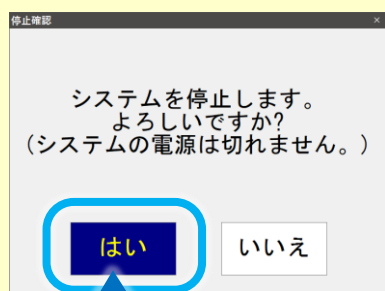 停止確認
システムを停止します。
よろしいですか?
(システムの電源は切れません。)
はい
いいえ